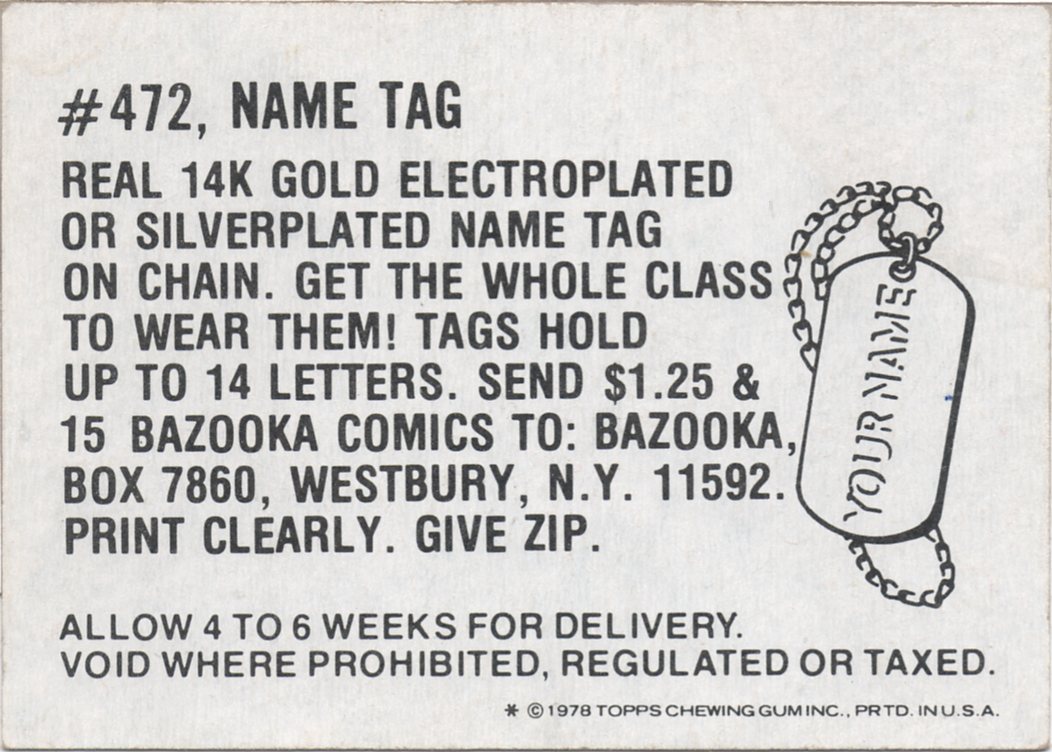 #472, NAME TAG
REAL 14K GOLD ELECTROPLATED
OR SILVERPLATED NAME TAG
ON CHAIN. GET THE WHOLE CLASS
TO WEAR THEM! TAGS HOLD
UP TO 14 LETTERS. SEND $1.25 &
15 BAZOOKA COMICS TO: BAZOOKA,
BOX 7860, WESTBURY, N.Y. 11592.
PRINT CLEARLY. GIVE ZIP.
YOUR NAME
ALLOW 4 TO 6 WEEKS FOR DELIVERY.
VOID WHERE PROHIBITED, REGULATED OR TAXED.
* © 1978 TOPPS CHEWING GUM INC., PRTD. IN U.S.A.